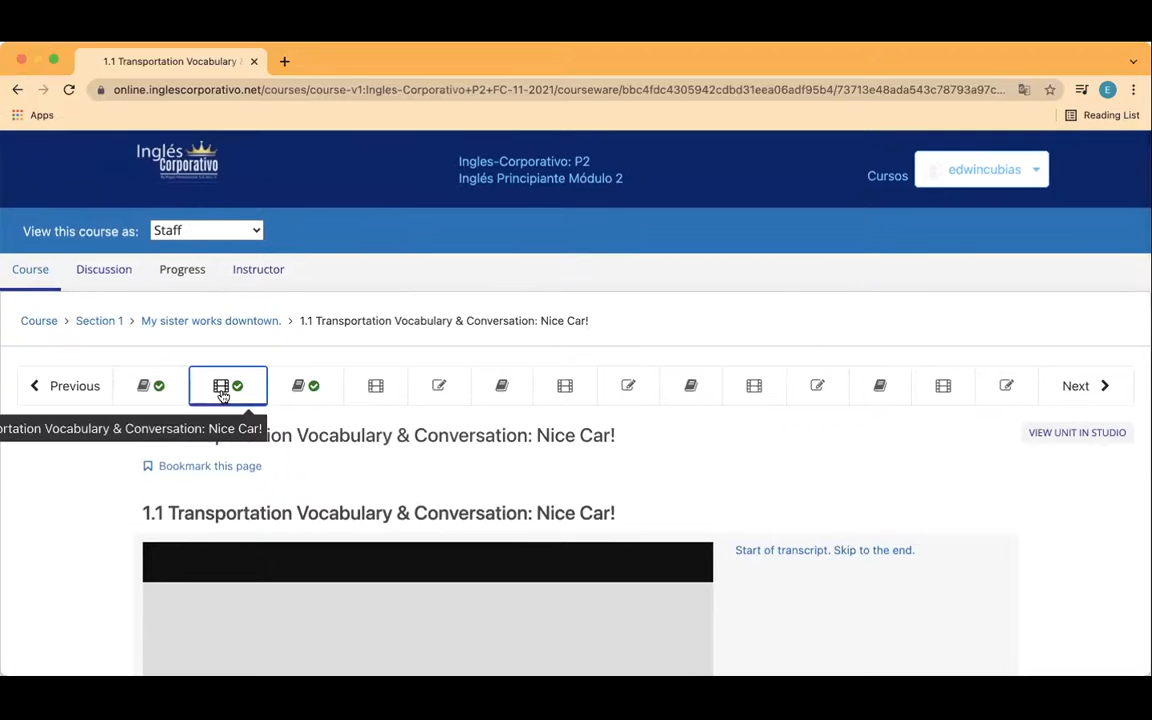 1.1 Transportation Vocabulary
online.inglescorporativo.net/courses/course-v1:Ingles-Corporativo+P2+FC-11-2021/courseware/bbc4fdc4305942cdbd31eea06adf95b4/73713e48ada543c78793a97c...
E
Apps
Reading List
Inglés
Corporativo
Ingles-Corporativo: P2
Inglés Principiante Módulo 2
Cursos
edwincubias
View this course as:
Staff
Course
Discussion
Progress
Instructor
Course > Section 1 > My sister works downtown. > 1.1 Transportation Vocabulary & Conversation: Nice Car!
Previous
Next
rtation Vocabulary & Conversation: Nice Car!
ion Vocabulary & Conversation: Nice Car!
VIEW UNIT IN STUDIO
Bookmark this page
1.1 Transportation Vocabulary & Conversation: Nice Car!
Start of transcript. Skip to the end.